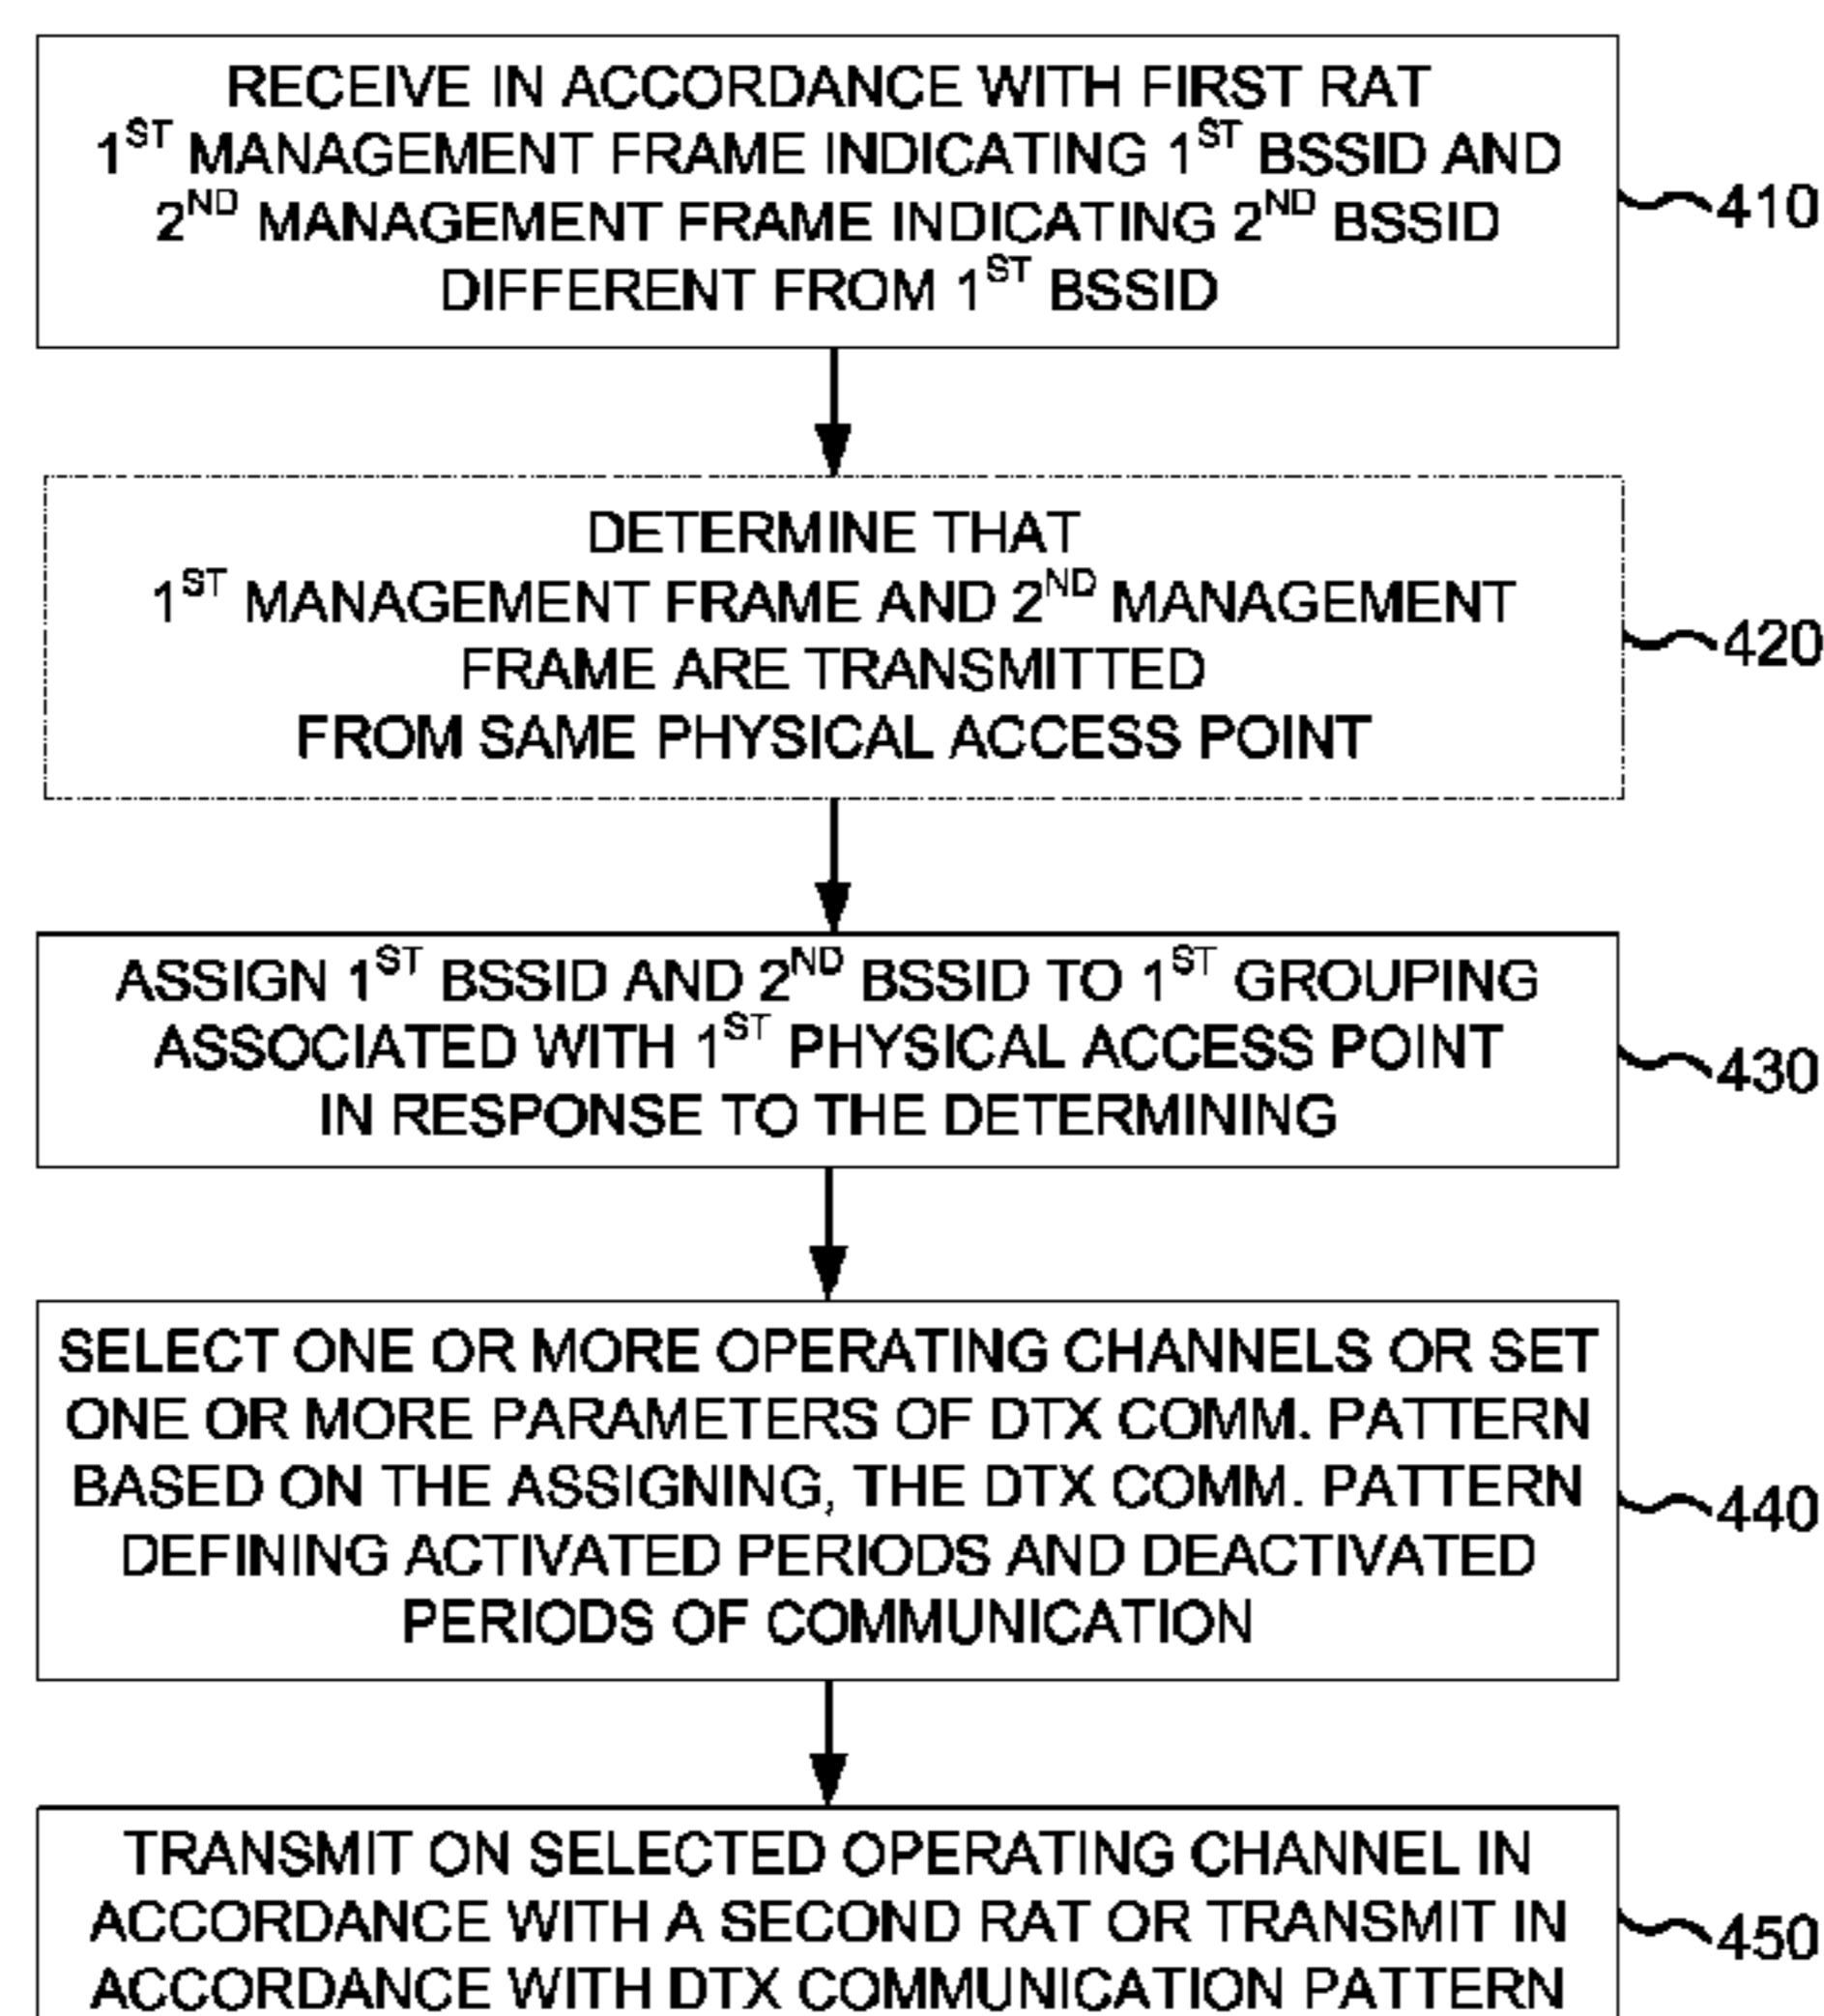 RECEIVE IN ACCORDANCE WITH FIRST RAT
1ST MANAGEMENT FRAME INDICATING 1ST BSSID AND
2ND MANAGEMENT FRAME INDICATING 2ND BSSID
DIFFERENT FROM 1ST BSSID
410
DETERMINE THAT
1ST MANAGEMENT FRAME AND 2ND MANAGEMENT
FRAME ARE TRANSMITTED
FROM SAME PHYSICAL ACCESS POINT
420
ASSIGN 1ST BSSID AND 2ND BSSID TO 1ST GROUPING
ASSOCIATED WITH 1ST PHYSICAL ACCESS POINT
IN RESPONSE TO THE DETERMINING
430
SELECT ONE OR MORE OPERATING CHANNELS OR SET
ONE OR MORE PARAMETERS OF DTX COMM. PATTERN
BASED ON THE ASSIGNING, THE DTX COMM. PATTERN
DEFINING ACTIVATED PERIODS AND DEACTIVATED
PERIODS OF COMMUNICATION
440
TRANSMIT ON SELECTED OPERATING CHANNEL IN
ACCORDANCE WITH A SECOND RAT OR TRANSMIT IN
ACCORDANCE WITH DTX COMMUNICATION PATTERN
450